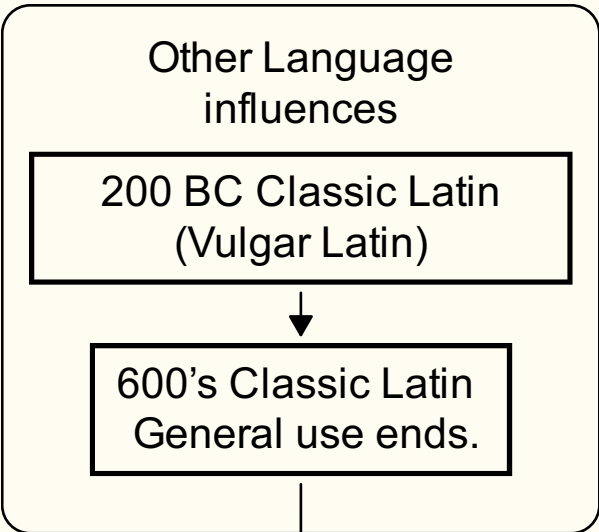 Other Language
influences
200 BC Classic Latin
(Vulgar Latin)
600’s Classic Latin
General use ends.